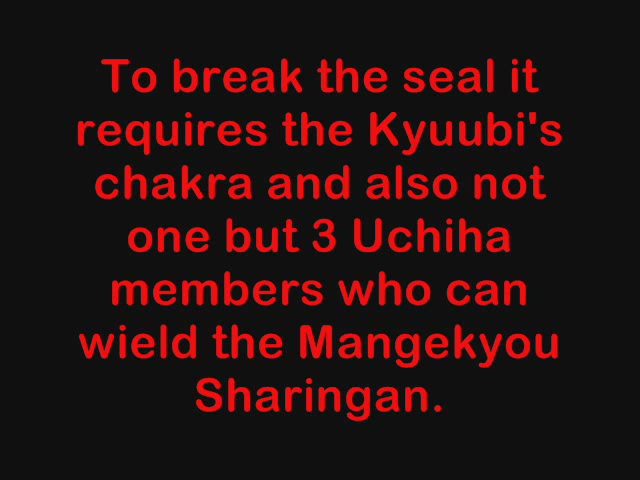 To break the seal it
requires the Kyuubi's
chakra and also not
one but 3 Uchiha
members who can
wield the Mangekyou
Sharingan.